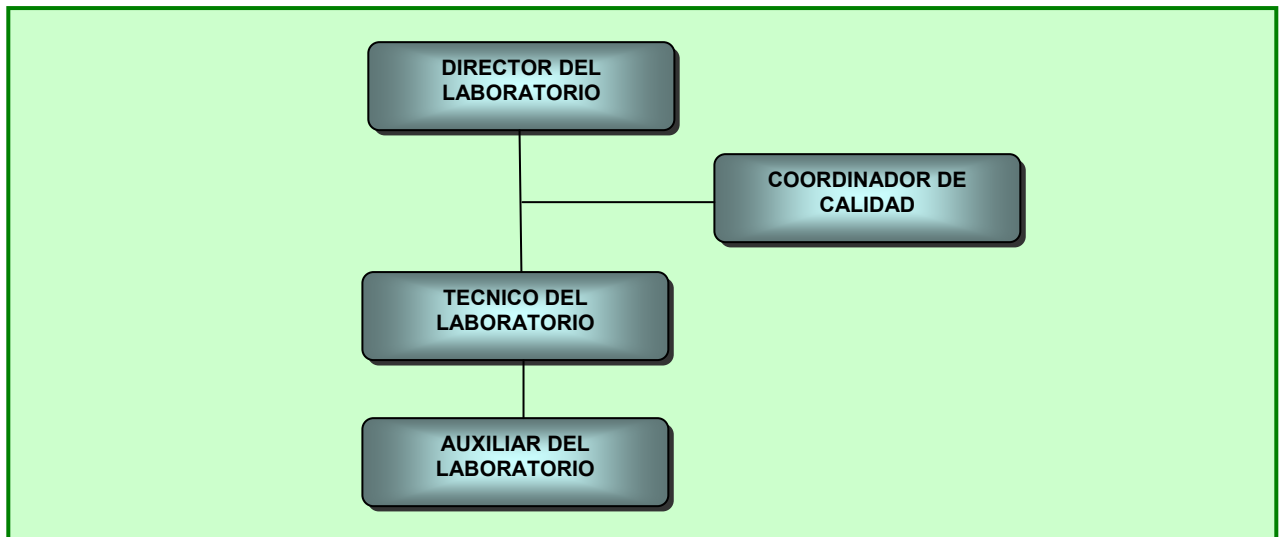 DIRECTOR DEL
LABORATORIO
COORDINADOR DE
CALIDAD
TECNICO DEL
LABORATORIO
AUXILIAR DEL
LABORATORIO